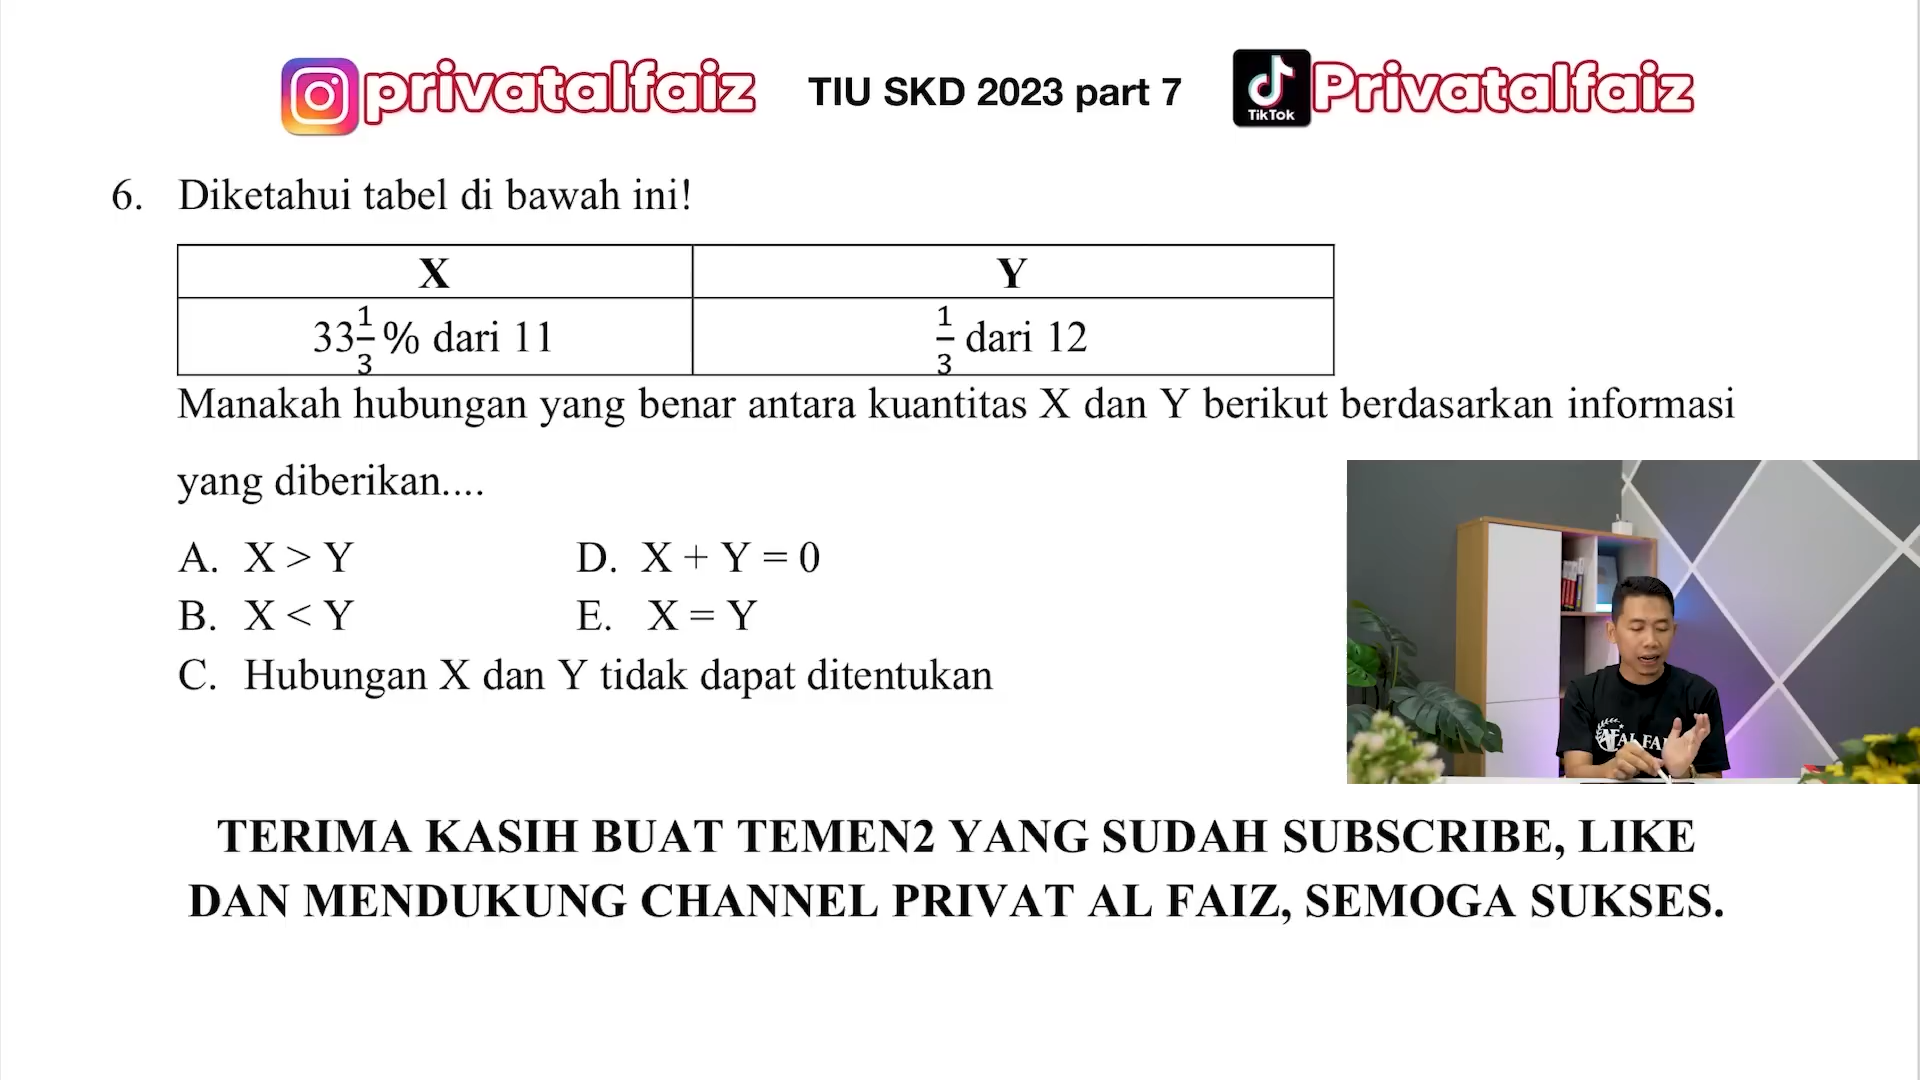 privatalfaiz TIU SKD 2023 part 7 TikTok Privatalfaiz
6. Diketahui tabel di bawah ini!
X Y
33 1/3 % dari 11 1/3 dari 12
Manakah hubungan yang benar antara kuantitas X dan Y berikut berdasarkan informasi
yang diberikan....
A. X > Y D. X + Y = 0
B. X < Y E. X = Y
C. Hubungan X dan Y tidak dapat ditentukan
TERIMA KASIH BUAT TEMEN2 YANG SUDAH SUBSCRIBE, LIKE
DAN MENDUKUNG CHANNEL PRIVAT AL FAIZ, SEMOGA SUKSES.